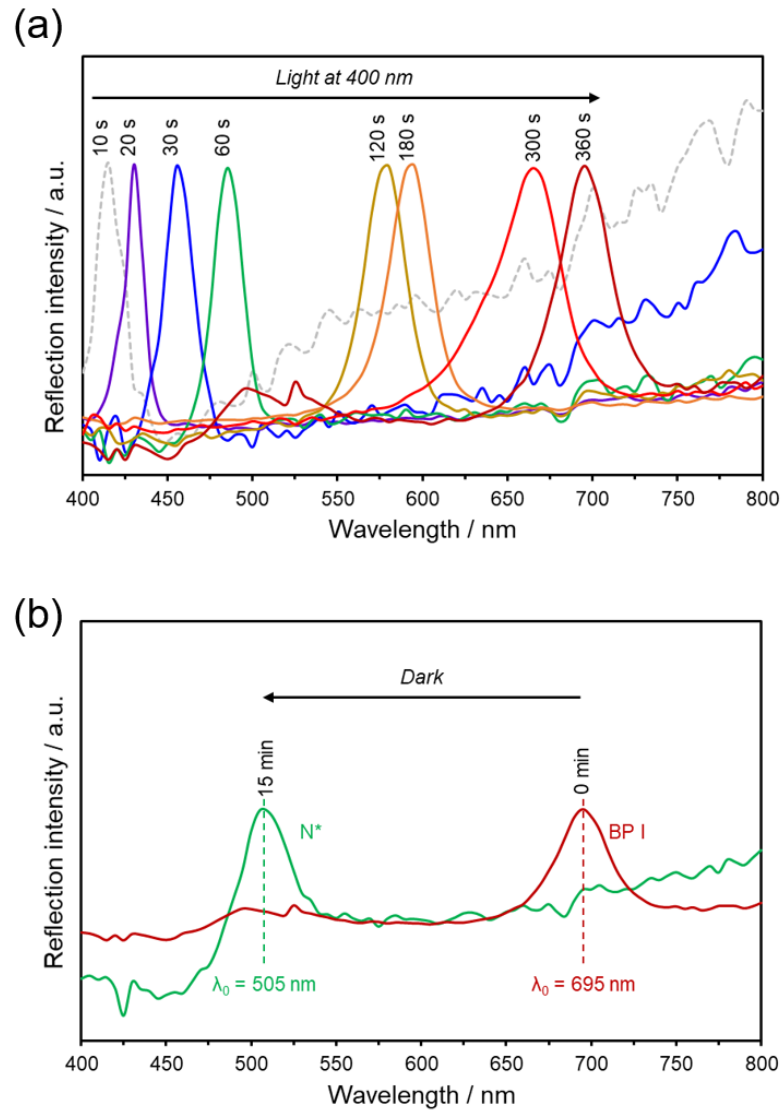 (a)
Light at 400 nm
10 s
20 s
30 s
60 s
120 s
180 s
300 s
360 s
Reflection intensity / a.u.
400 450 500 550 600 650 700 750 800
Wavelength / nm
(b)
Dark
15 min
0 min
N*
BP I
λ₀ = 505 nm
λ₀ = 695 nm
Reflection intensity / a.u.
400 450 500 550 600 650 700 750 800
Wavelength / nm